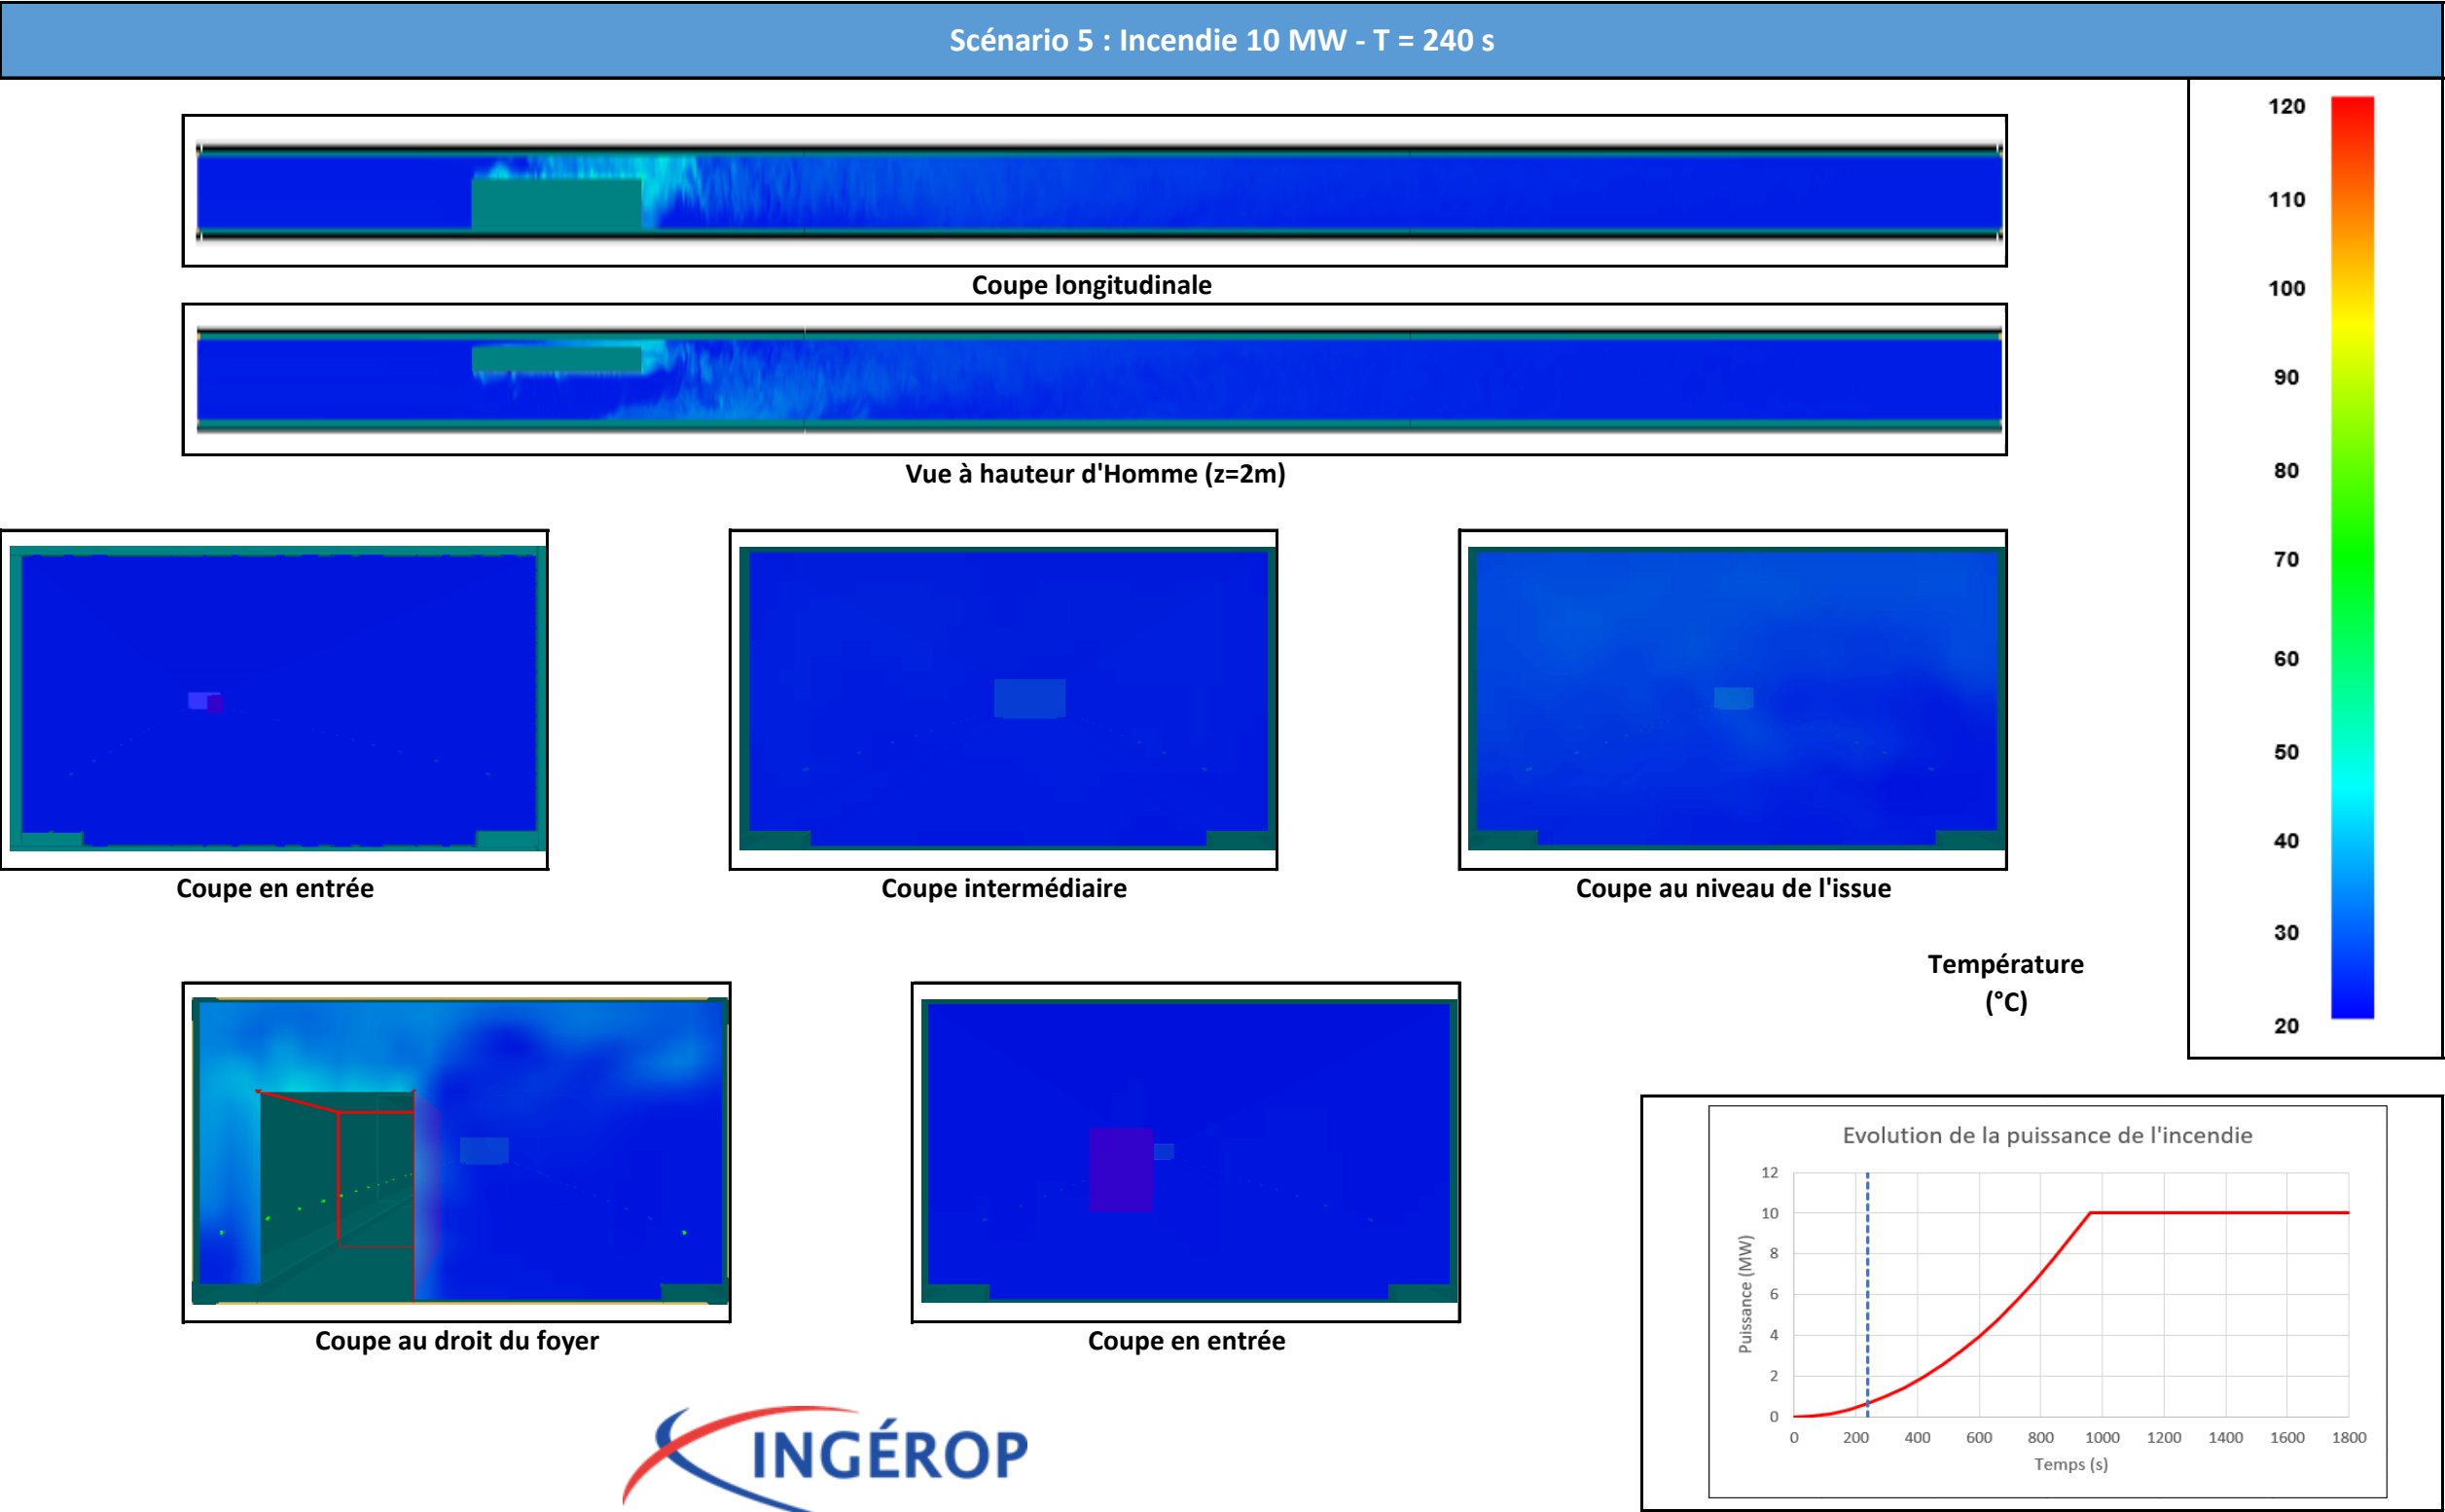 Scénario 5 : Incendie 10 MW - T = 240 s
Coupe longitudinale
Vue à hauteur d'Homme (z=2m)
Coupe en entrée
Coupe intermédiaire
Coupe au niveau de l'issue
Coupe au droit du foyer
Coupe en entrée
Température
(°C)
120
110
100
90
80
70
60
50
40
30
20
Evolution de la puissance de l'incendie
Puissance (MW)
12
10
8
6
4
2
0
0 200 400 600 800 1000 1200 1400 1600 1800
Temps (s)
INGÉROP